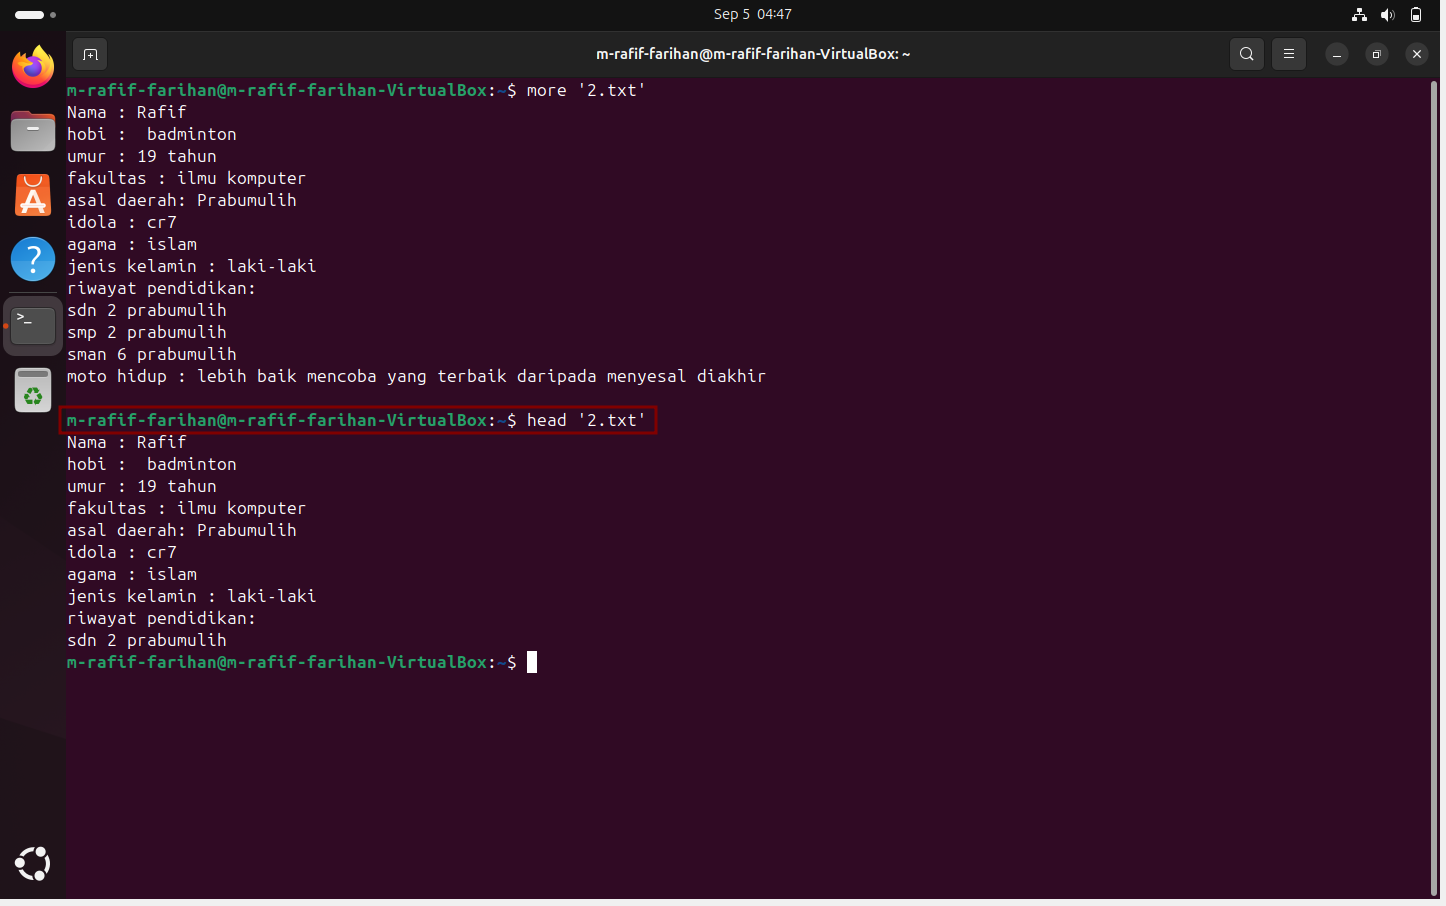 Sep 5 04:47
m-rafif-farihan@m-rafif-farihan-VirtualBox: ~
m-rafif-farihan@m-rafif-farihan-VirtualBox:~$ more '2.txt'
Nama : Rafif
hobi :  badminton
umur : 19 tahun
fakultas : ilmu komputer
asal daerah: Prabumulih
idola : cr7
agama : islam
jenis kelamin : laki-laki
riwayat pendidikan:
sdn 2 prabumulih
smp 2 prabumulih
sman 6 prabumulih
moto hidup : lebih baik mencoba yang terbaik daripada menyesal diakhir
m-rafif-farihan@m-rafif-farihan-VirtualBox:~$ head '2.txt'
Nama : Rafif
hobi :  badminton
umur : 19 tahun
fakultas : ilmu komputer
asal daerah: Prabumulih
idola : cr7
agama : islam
jenis kelamin : laki-laki
riwayat pendidikan:
sdn 2 prabumulih
m-rafif-farihan@m-rafif-farihan-VirtualBox:~$